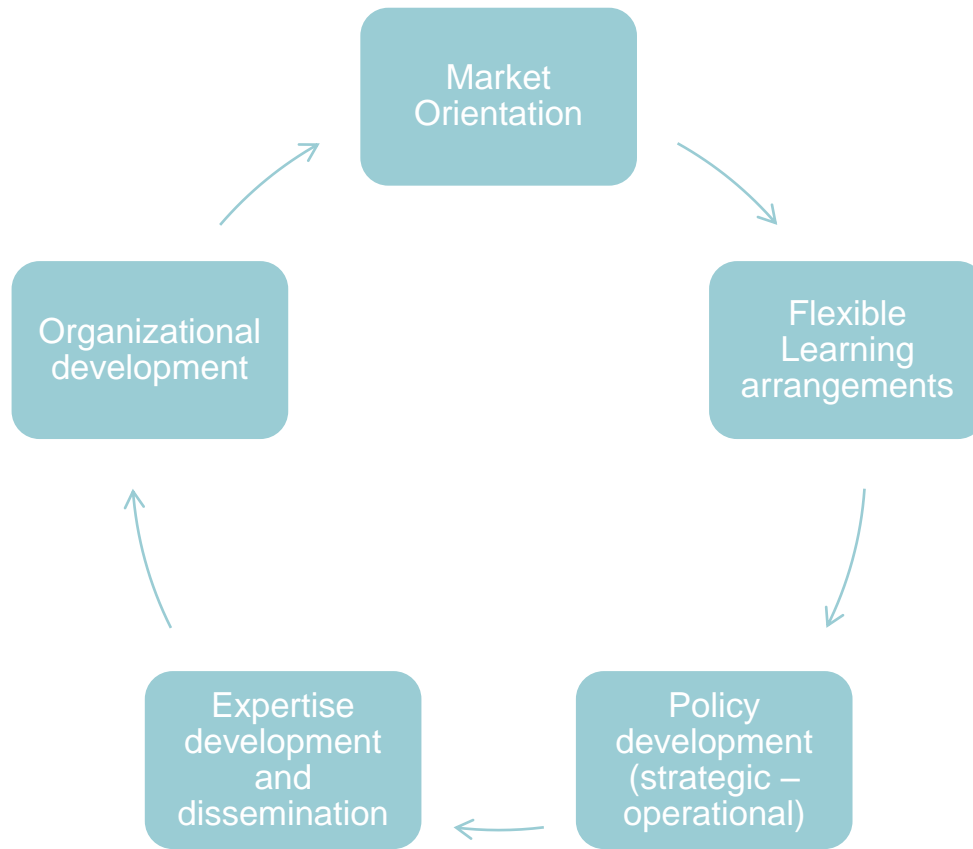 Market
Orientation
Flexible
Learning
arrangements
Policy
development
(strategic –
operational)
Expertise
development
and
dissemination
Organizational
development